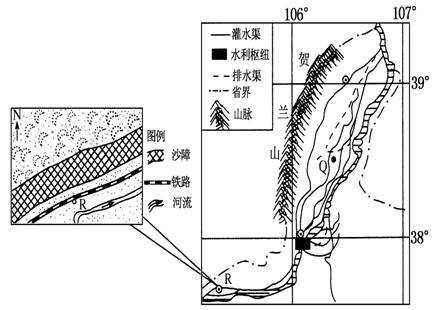 106°
107°
灌水渠
水利枢纽
排水渠
省界
山脉
贺
兰
山
39°
Q
38°
R
N
图例
沙障
铁路
河流
R